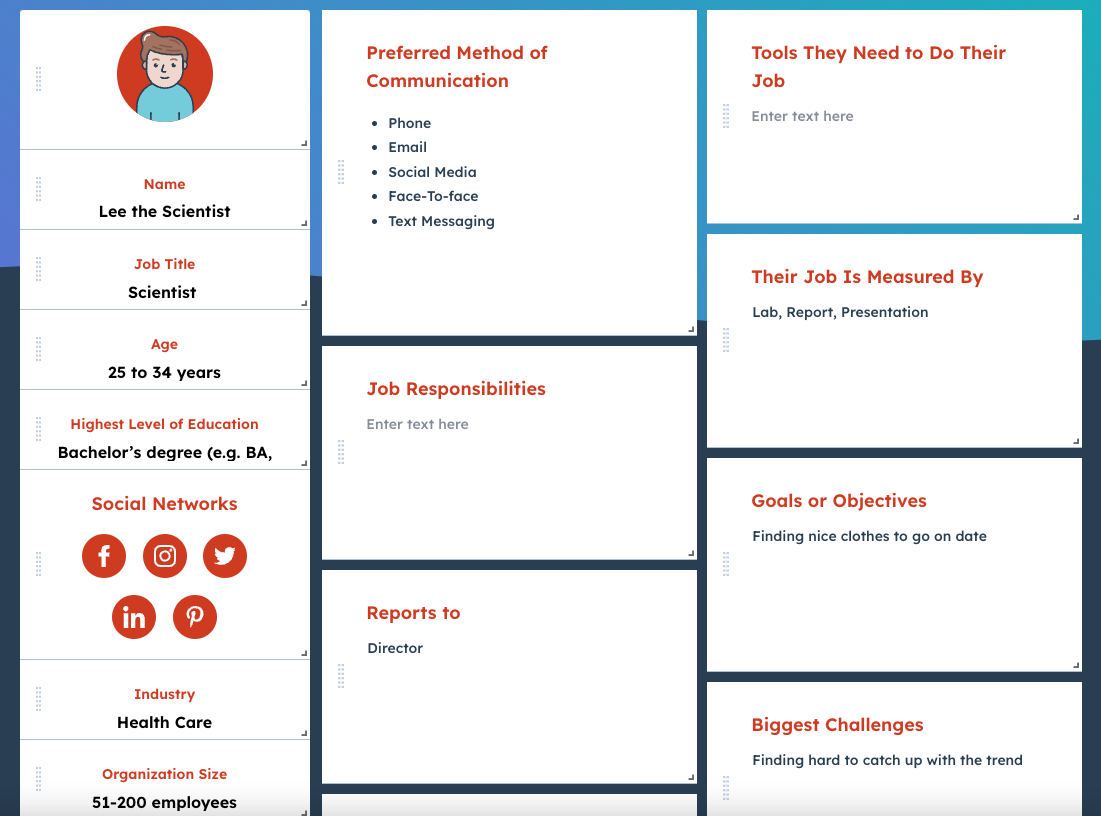 Name
Lee the Scientist
Job Title
Scientist
Age
25 to 34 years
Highest Level of Education
Bachelor’s degree (e.g. BA,
Social Networks
Industry
Health Care
Organization Size
51-200 employees
Preferred Method of
Communication
Phone
Email
Social Media
Face-To-face
Text Messaging
Job Responsibilities
Enter text here
Reports to
Director
Tools They Need to Do Their
Job
Enter text here
Their Job Is Measured By
Lab, Report, Presentation
Goals or Objectives
Finding nice clothes to go on date
Biggest Challenges
Finding hard to catch up with the trend